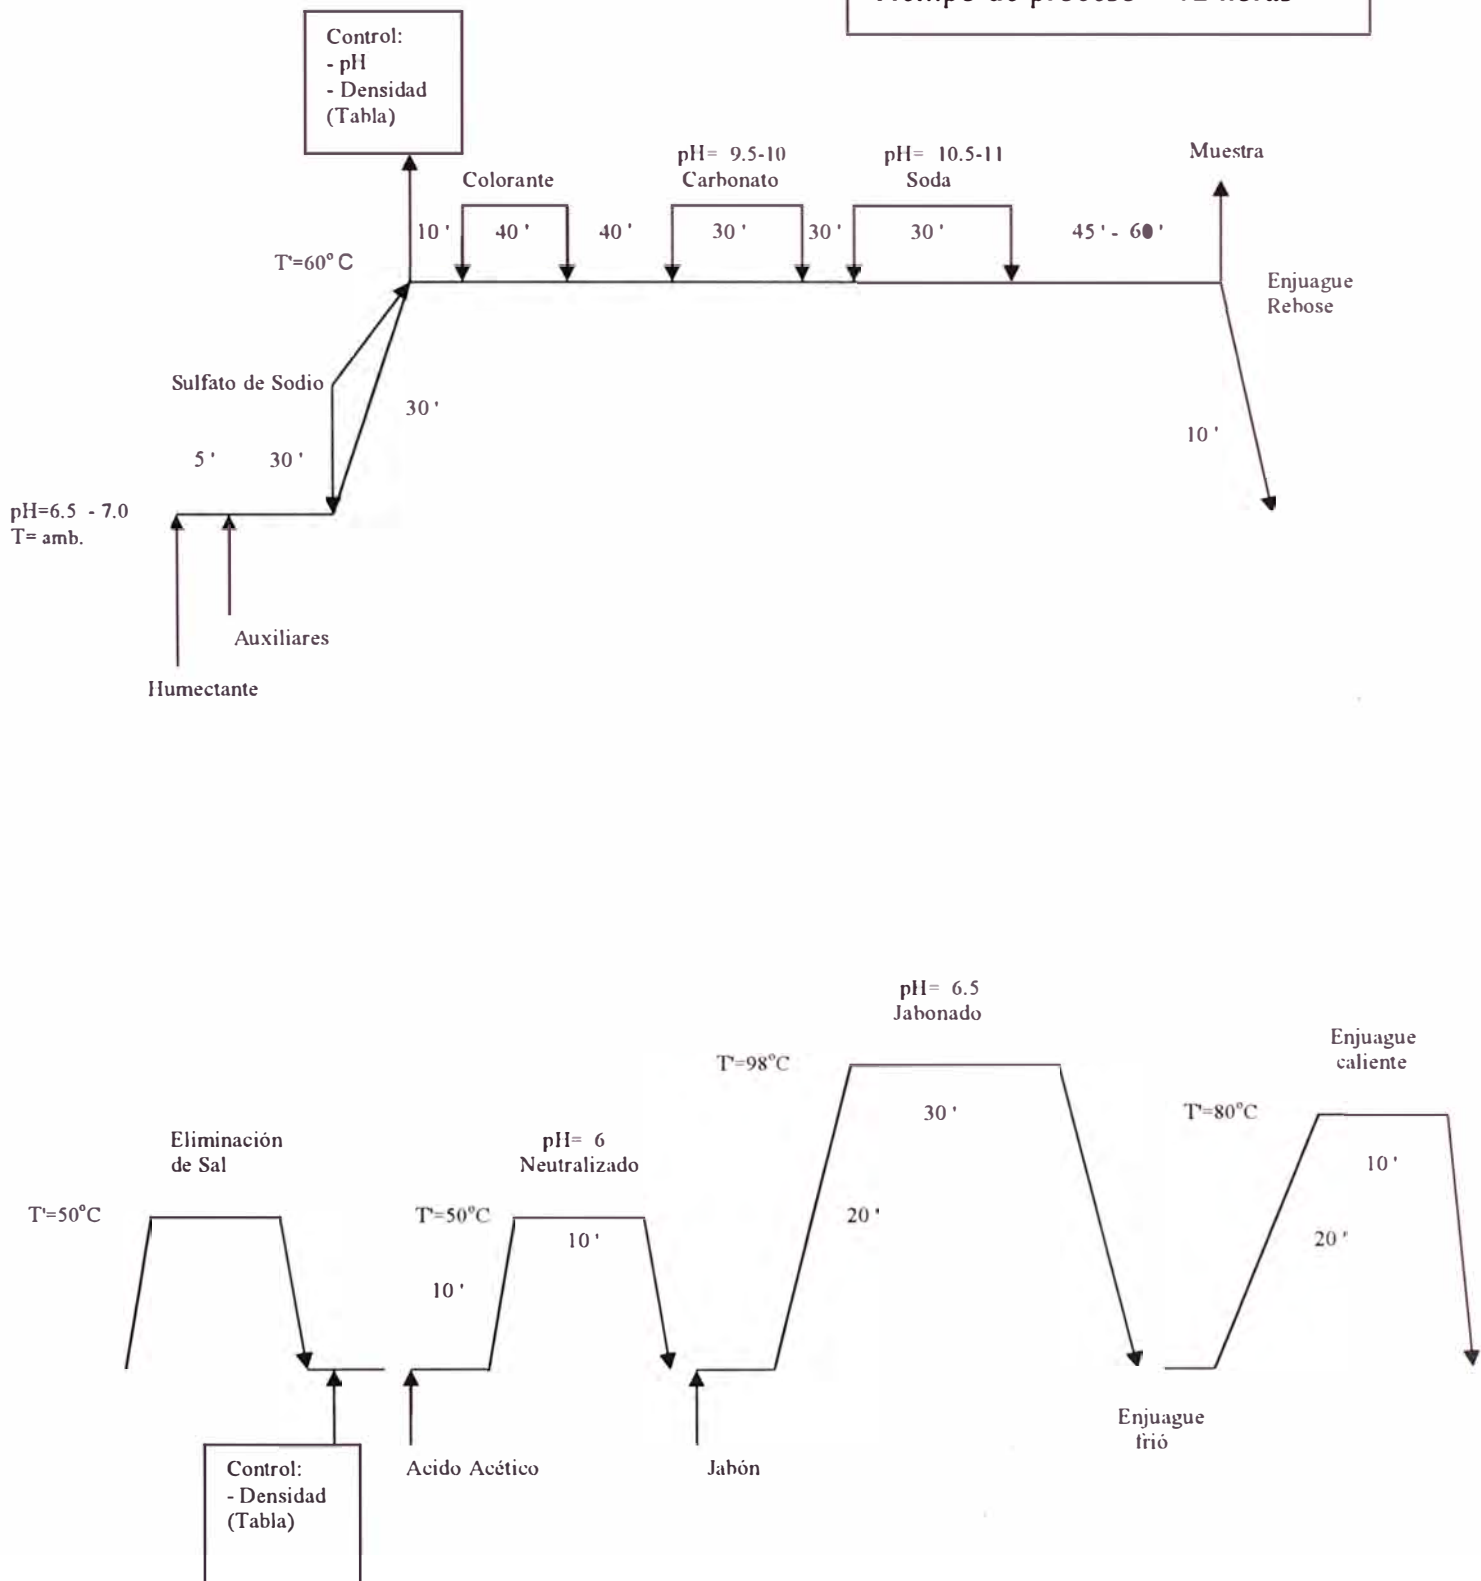 Control:
- pH
- Densidad
(Tabla)
Colorante
pH= 9.5-10
Carbonato
pH= 10.5-11
Soda
Muestra
10 '
40 '
40 '
30 '
30 '
30 '
45 ' - 60 '
T=60° C
Enjuague
Rebose
Sulfato de Sodio
30 '
5 '
30 '
10 '
pH=6.5 - 7.0
T= amb.
Auxiliares
Humectante
pH= 6.5
Jabonado
Enjuague
caliente
T=98°C
30 '
T=80°C
Eliminación
de Sal
pH= 6
Neutralizado
10 '
T=50°C
T=50°C
10 '
20 '
20 '
10 '
Enjuague
frió
Control:
- Densidad
(Tabla)
Acido Acético
Jabón